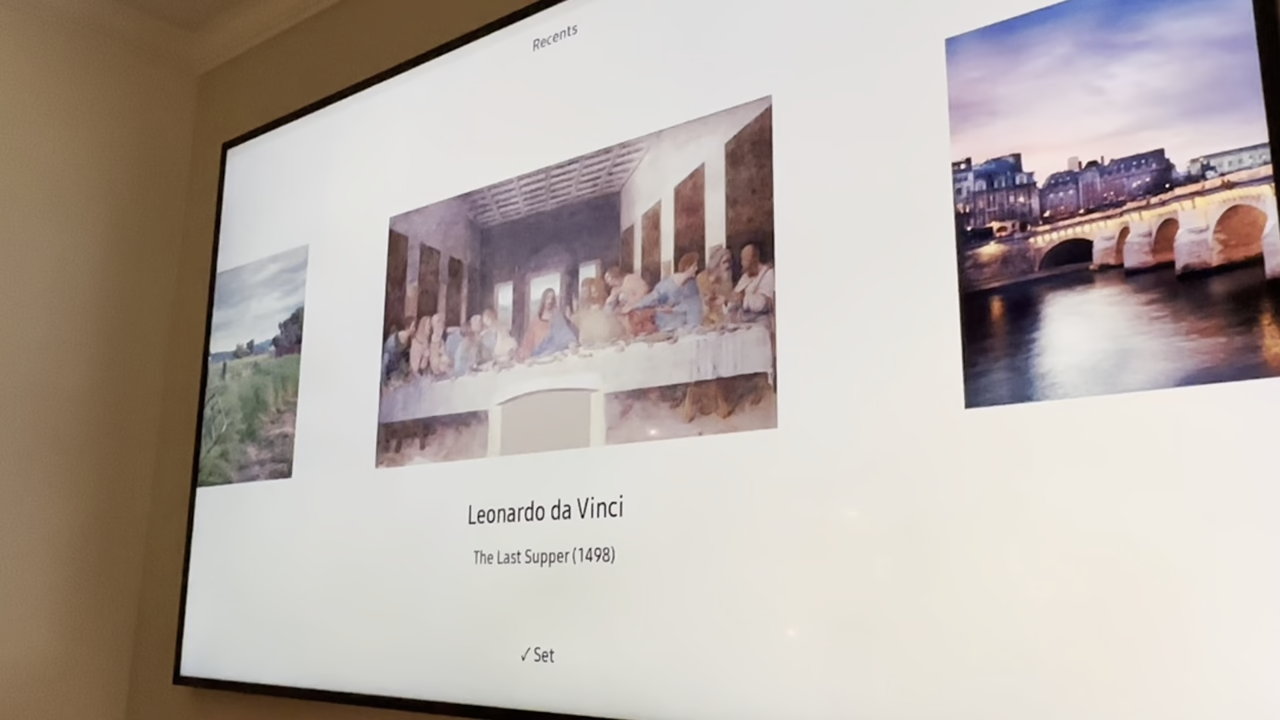 Recents
Leonardo da Vinci
The Last Supper (1498)
✓ Set